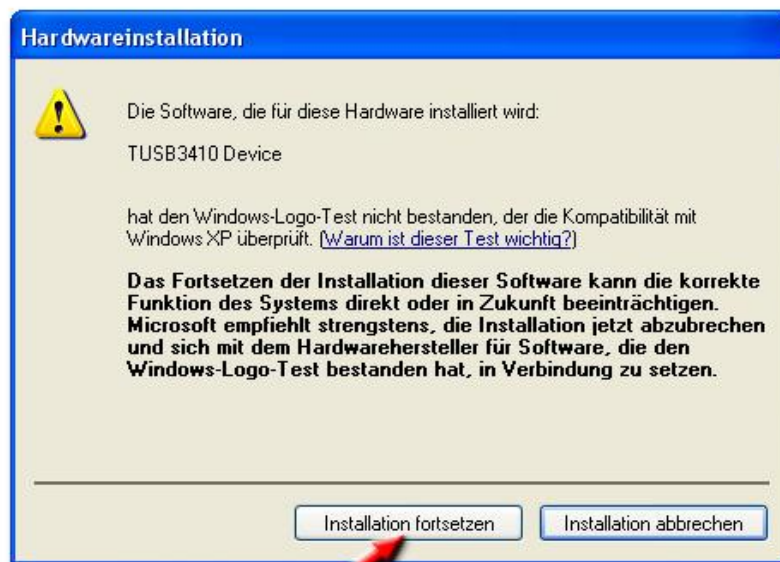 Hardwareinstallation
Die Software, die für diese Hardware installiert wird:
TUSB3410 Device
hat den Windows-Logo-Test nicht bestanden, der die Kompatibilität mit
Windows XP überprüft. (Warum ist dieser Test wichtig?)
Das Fortsetzen der Installation dieser Software kann die korrekte
Funktion des Systems direkt oder in Zukunft beeinträchtigen.
Microsoft empfiehlt strengstens, die Installation jetzt abzubrechen
und sich mit dem Hardwarehersteller für Software, die den
Windows-Logo-Test bestanden hat, in Verbindung zu setzen.
Installation fortsetzen
Installation abbrechen